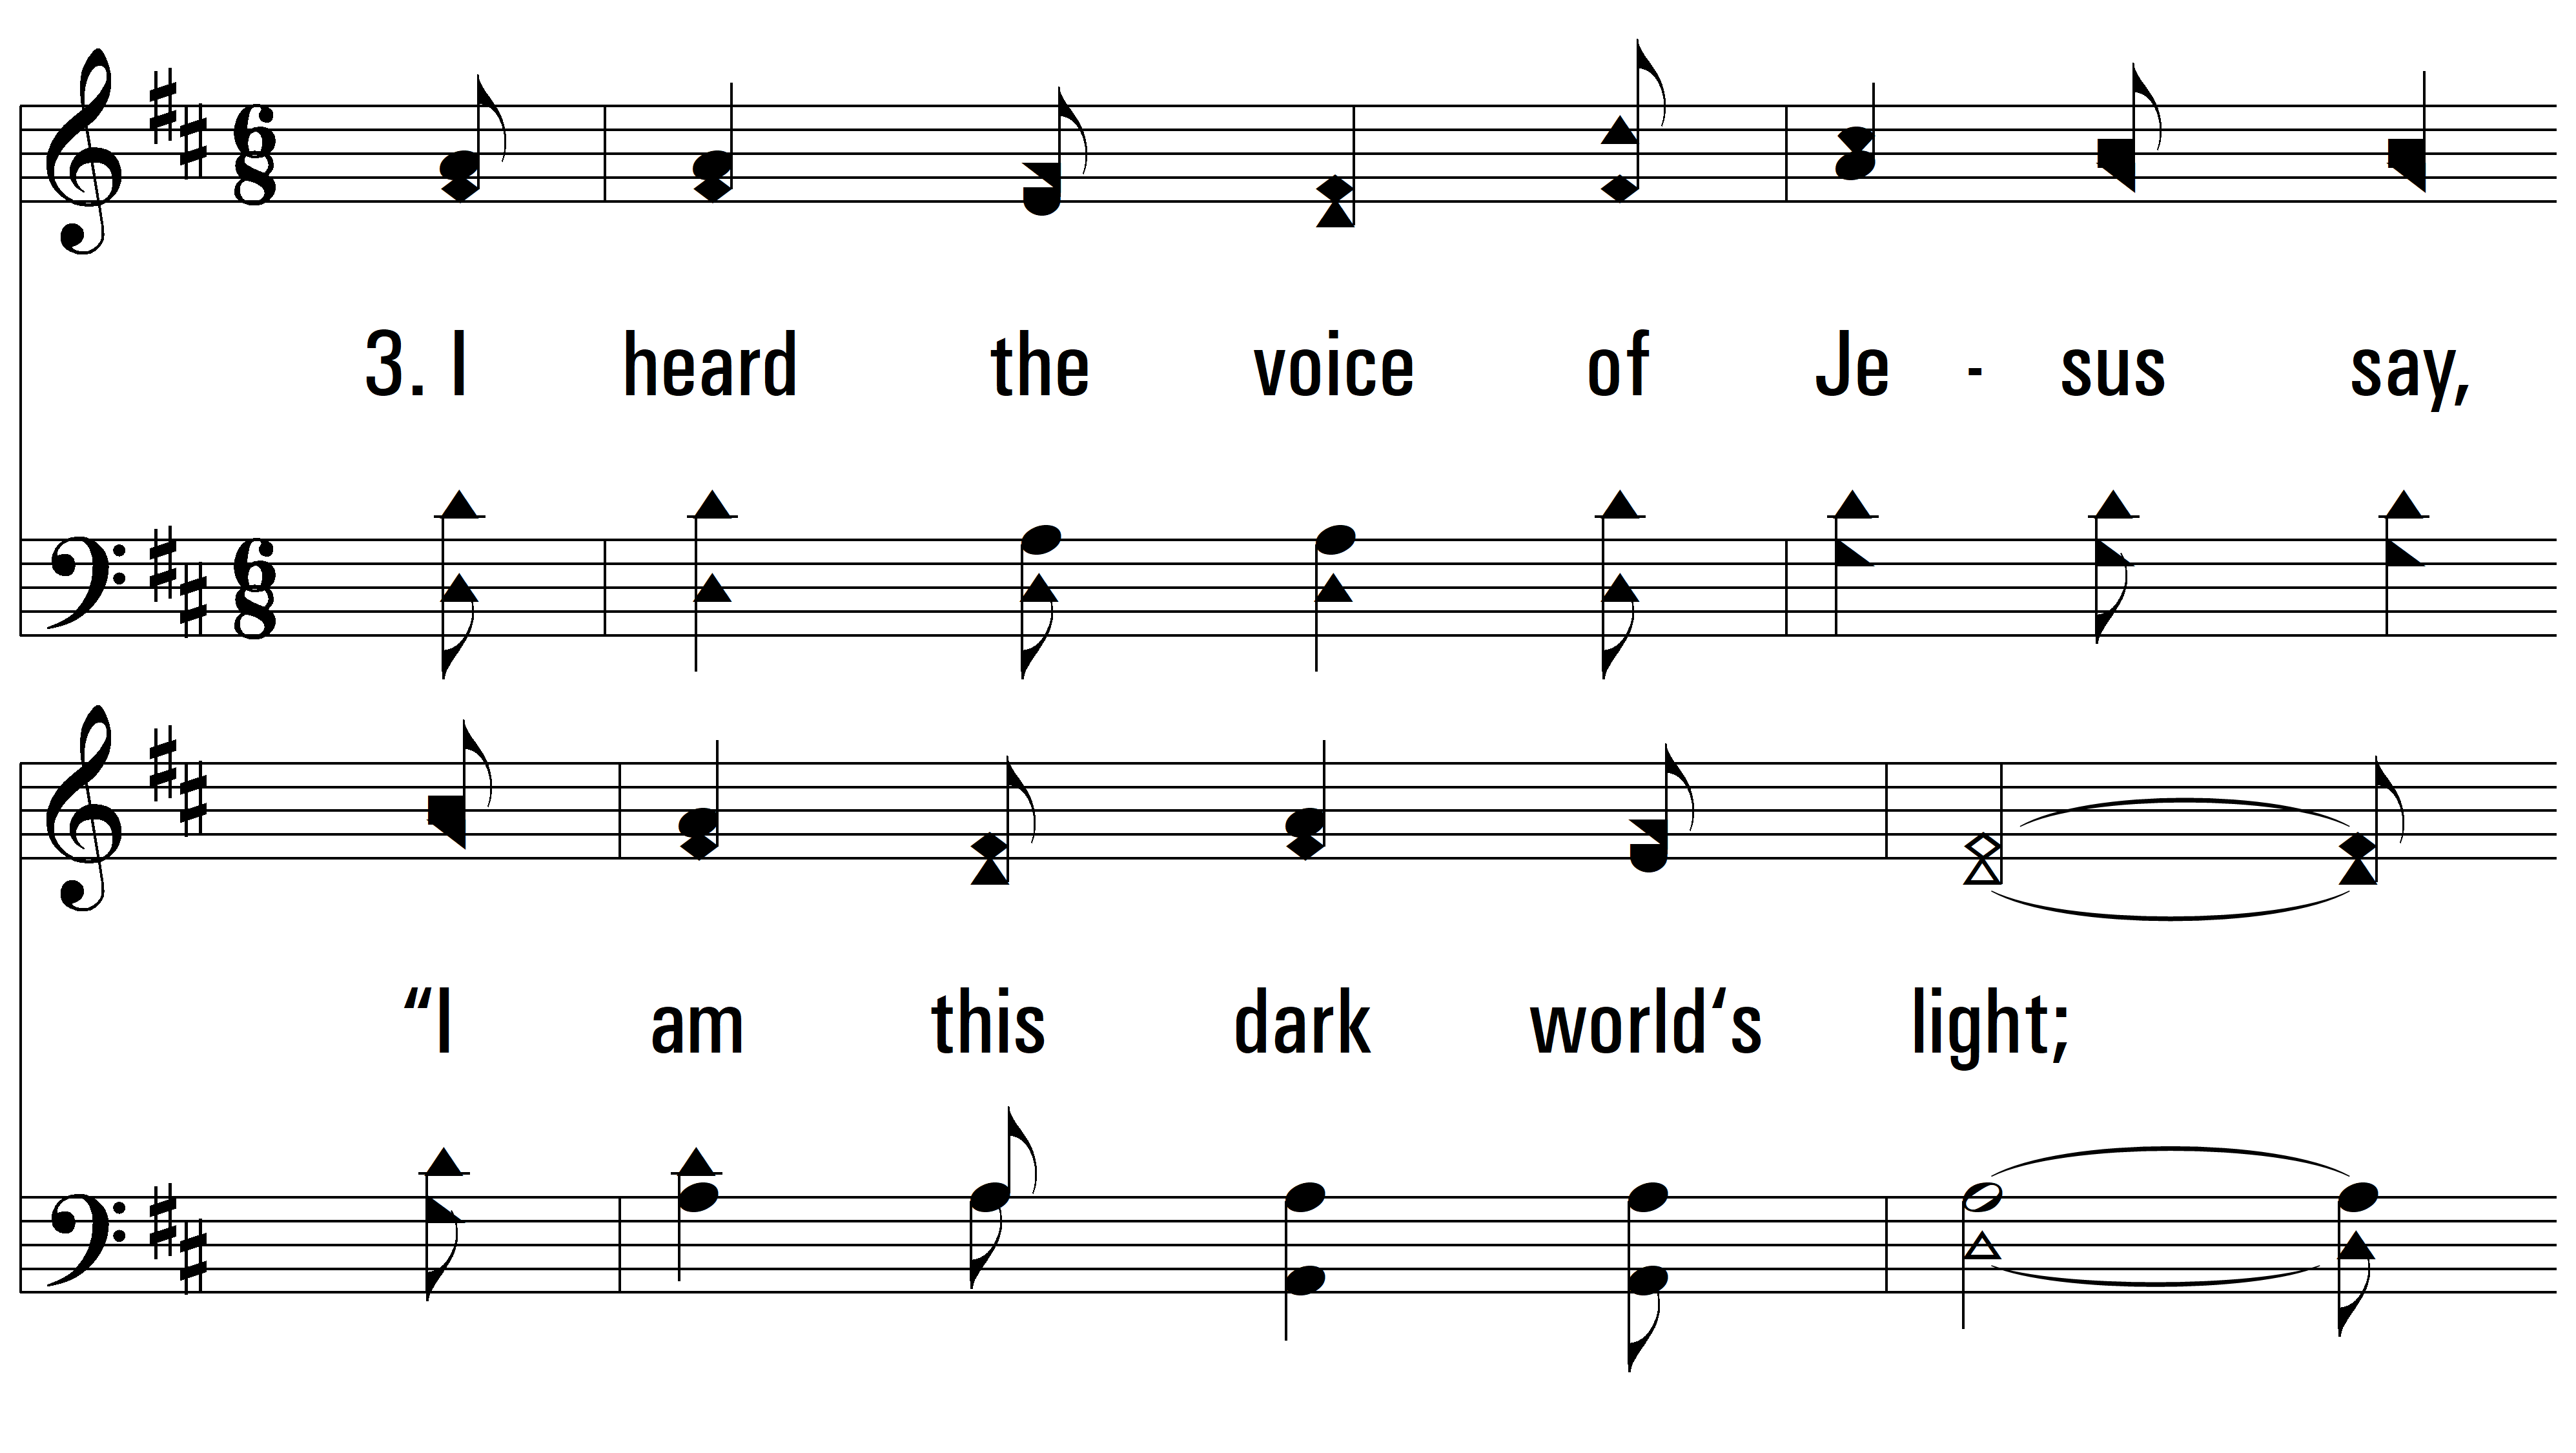 3. I heard the voice of Je - sus say,
“I am this dark world‘s light;